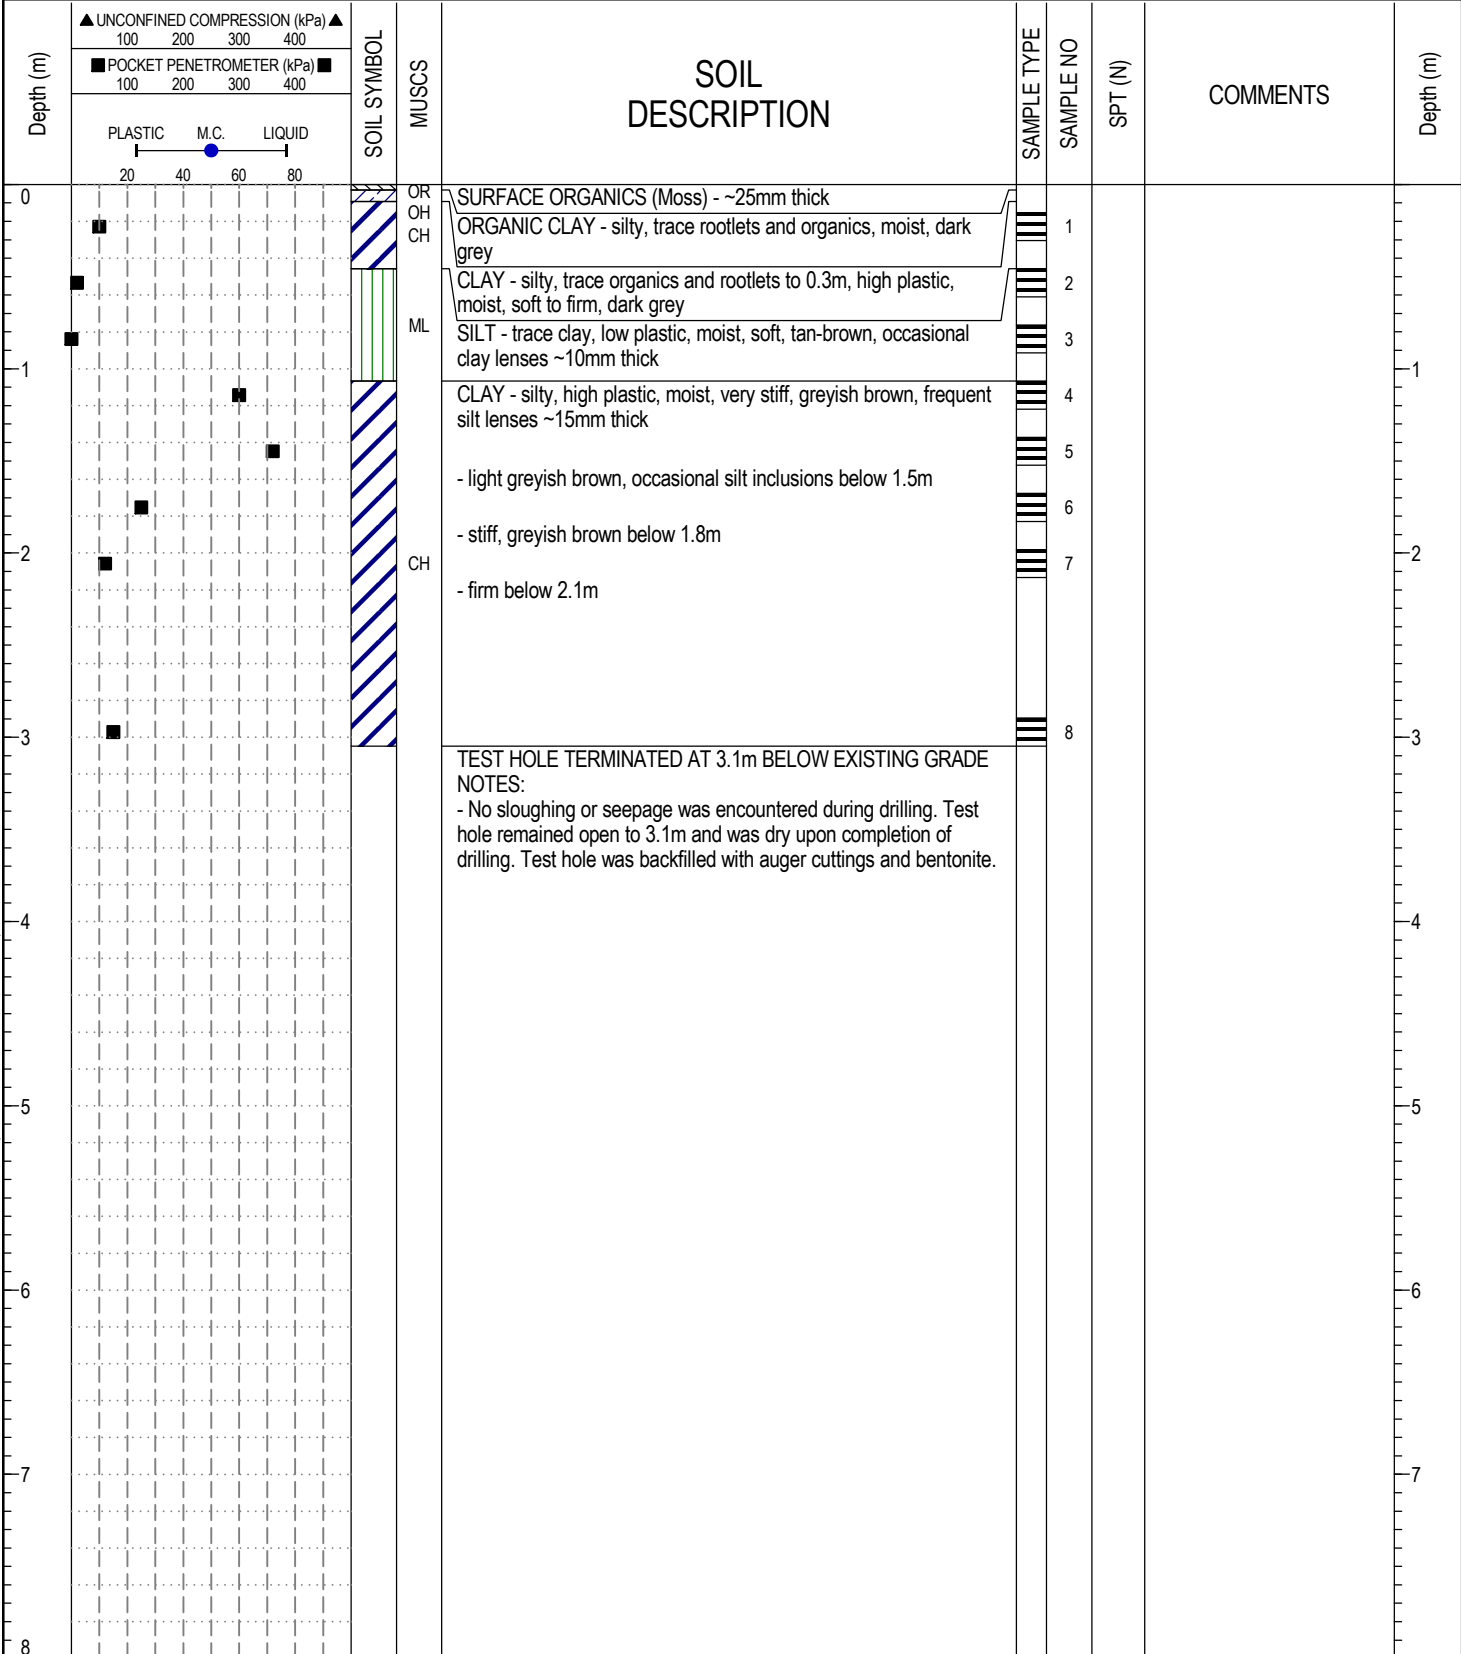 ▲ UNCONFINED COMPRESSION (kPa) ▲
100 200 300 400
■ POCKET PENETROMETER (kPa) ■
100 200 300 400
PLASTIC M.C. LIQUID
20 40 60 80
Depth (m)
SOIL SYMBOL
MUSCS
SOIL
DESCRIPTION
SAMPLE TYPE
SAMPLE NO
SPT (N)
COMMENTS
Depth (m)
0
OR
SURFACE ORGANICS (Moss) - ~25mm thick
OH
ORGANIC CLAY - silty, trace rootlets and organics, moist, dark
grey
1
CH
CLAY - silty, trace organics and rootlets to 0.3m, high plastic,
moist, soft to firm, dark grey
2
ML
SILT - trace clay, low plastic, moist, soft, tan-brown, occasional
clay lenses ~10mm thick
3
1
1
CLAY - silty, high plastic, moist, very stiff, greyish brown, frequent
silt lenses ~15mm thick
4
5
- light greyish brown, occasional silt inclusions below 1.5m
6
- stiff, greyish brown below 1.8m
2
CH
7
2
- firm below 2.1m
3
8
3
TEST HOLE TERMINATED AT 3.1m BELOW EXISTING GRADE
NOTES:
- No sloughing or seepage was encountered during drilling. Test
hole remained open to 3.1m and was dry upon completion of
drilling. Test hole was backfilled with auger cuttings and bentonite.
4
4
5
5
6
6
7
7
8